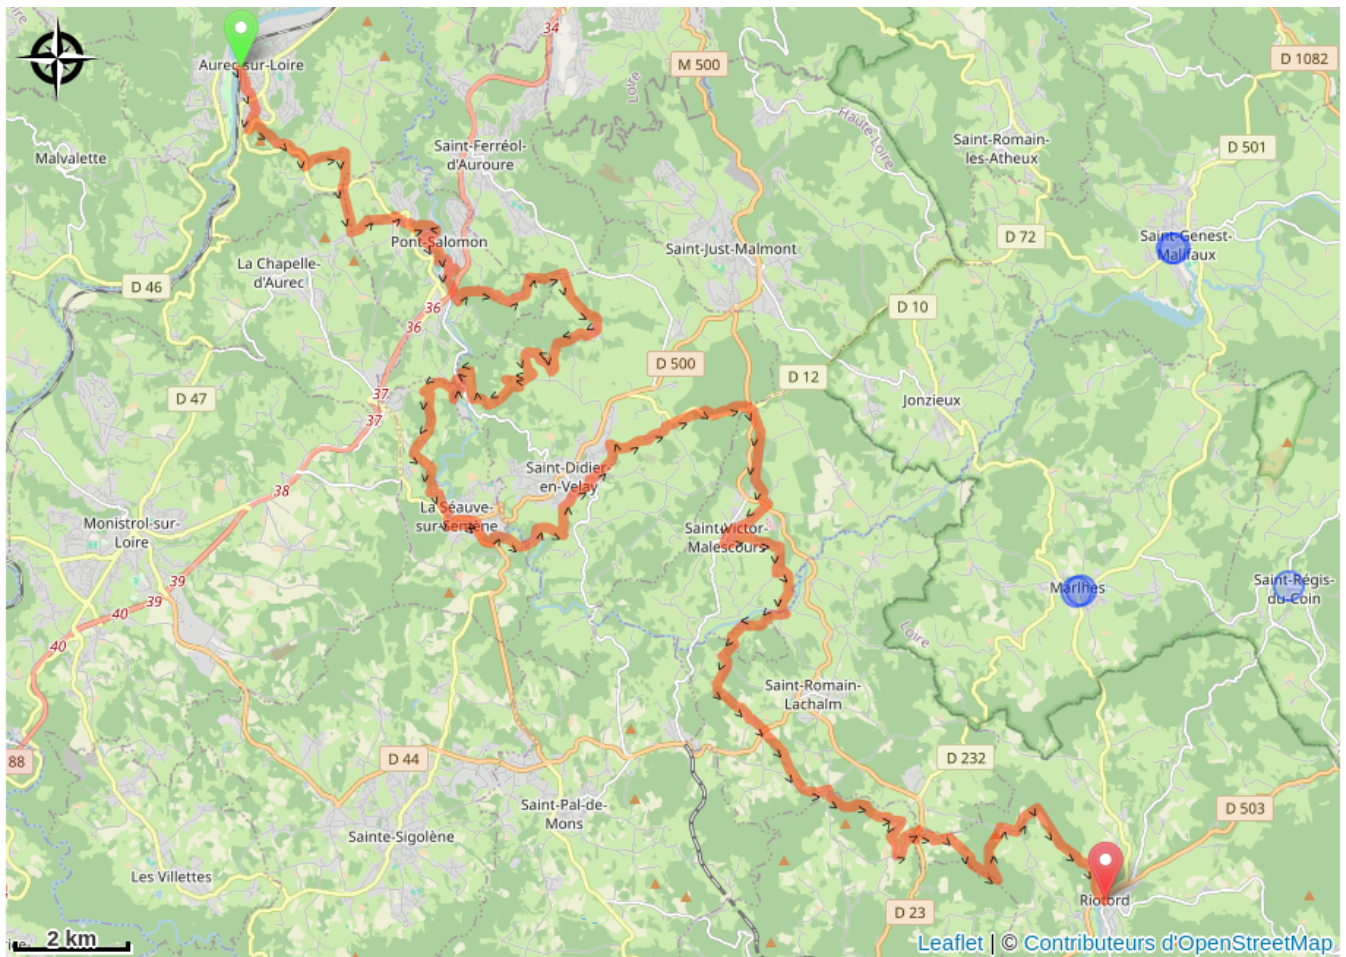 34
M 500
D 1082
Aurec-sur-Loire
Loire
Haute-Loire
Malvalette
Saint-Ferréol-
d'Auroure
Saint-Romain-
les-Atheux
D 501
Pont-Salomon
Saint-Just-Malmont
D 72
Saint-Genest-
Malifaux
La Chapelle-
d'Aurec
D 46
36
36
D 10
D 500
D 12
D 47
37
37
Jonzieux
Saint-Didier-
en-Velay
38
La Séauve-
sur-Semène
Monistrol-sur-
Loire
Saint-Victor-
Malescours
39
39
40
40
Marlhes
Saint-Régis-
du-Coin
Loire
Saint-Romain-
Lachalm
88
D 44
D 232
Saint-Pal-de-
Mons
D 503
Sainte-Sigolène
Les Villettes
Riotord
D 23
2 km
Leaflet | © Contributeurs d'OpenStreetMap